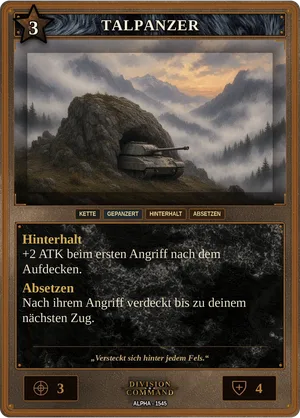 3
TALPANZER
KETTE GEPANZERT HINTERHALT ABSETZEN
Hinterhalt
+2 ATK beim ersten Angriff nach dem
Aufdecken.
Absetzen
Nach ihrem Angriff verdeckt bis zu deinem
nächsten Zug.
„Versteckt sich hinter jedem Fels.“
3
DIVISION
COMMAND
ALPHA - 1545
4